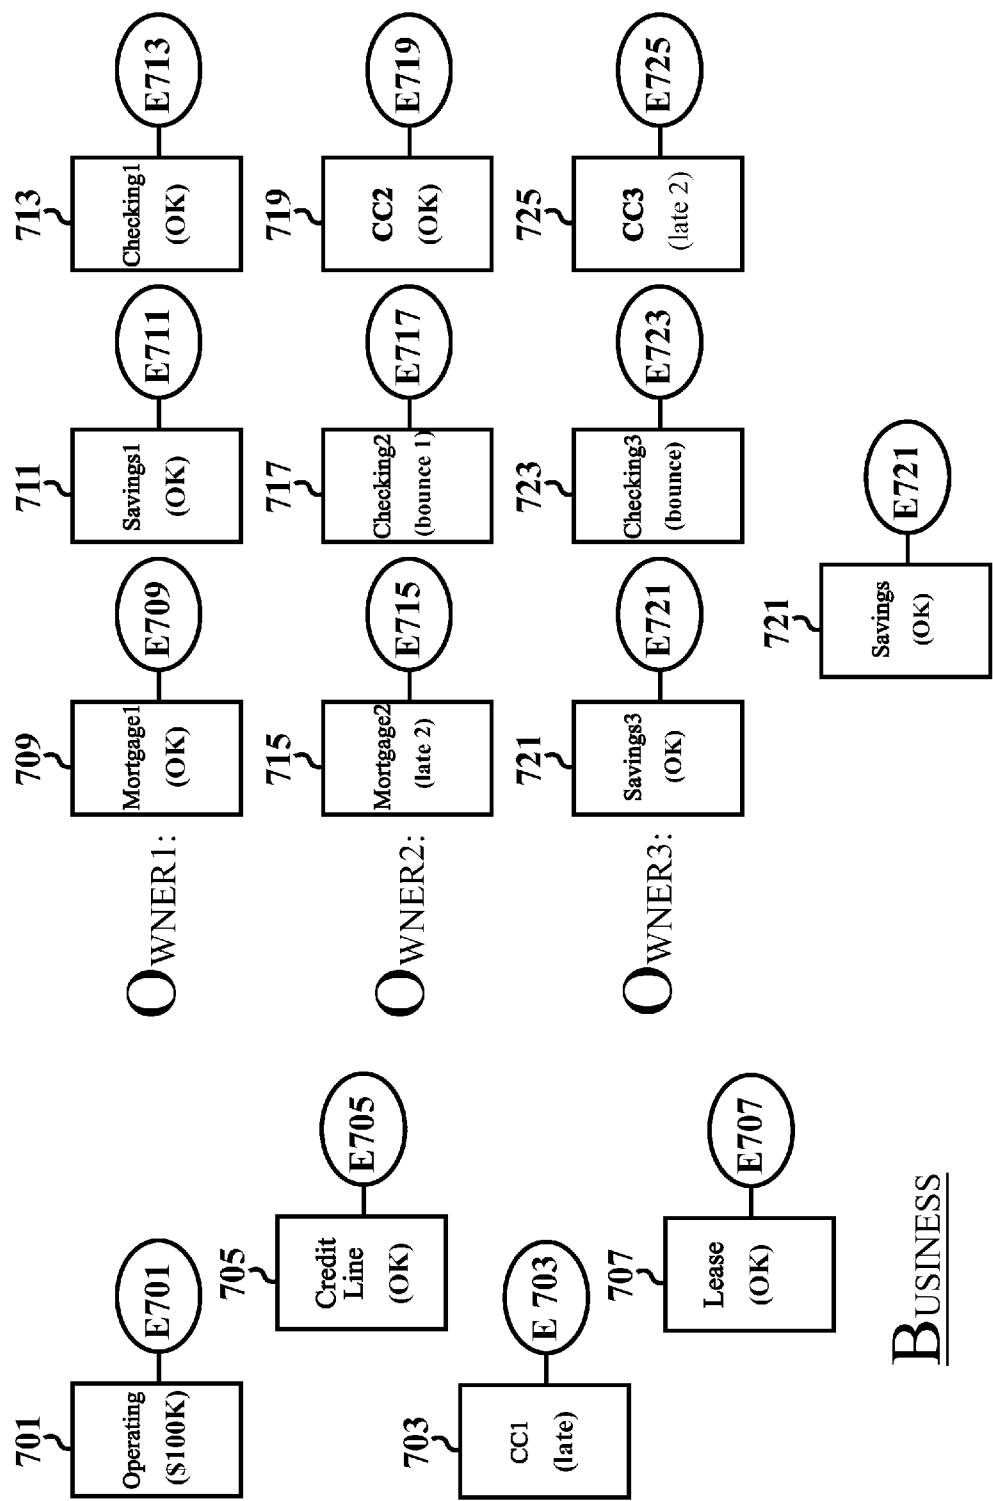 701
Operating
($100K)
E701
705
Credit
Line
(OK)
E705
703
CC1
(late)
E 703
707
Lease
(OK)
E707
BUSINESS
OWNER1:
709
Mortgage1
(OK)
E709
711
Savings1
(OK)
E711
713
Checking1
(OK)
E713
OWNER2:
715
Mortgage2
(late 2)
E715
717
Checking2
(bounce 1)
E717
719
CC2
(OK)
E719
OWNER3:
721
Savings3
(OK)
E721
723
Checking3
(bounce)
E723
725
CC3
(late 2)
E725
721
Savings
(OK)
E721